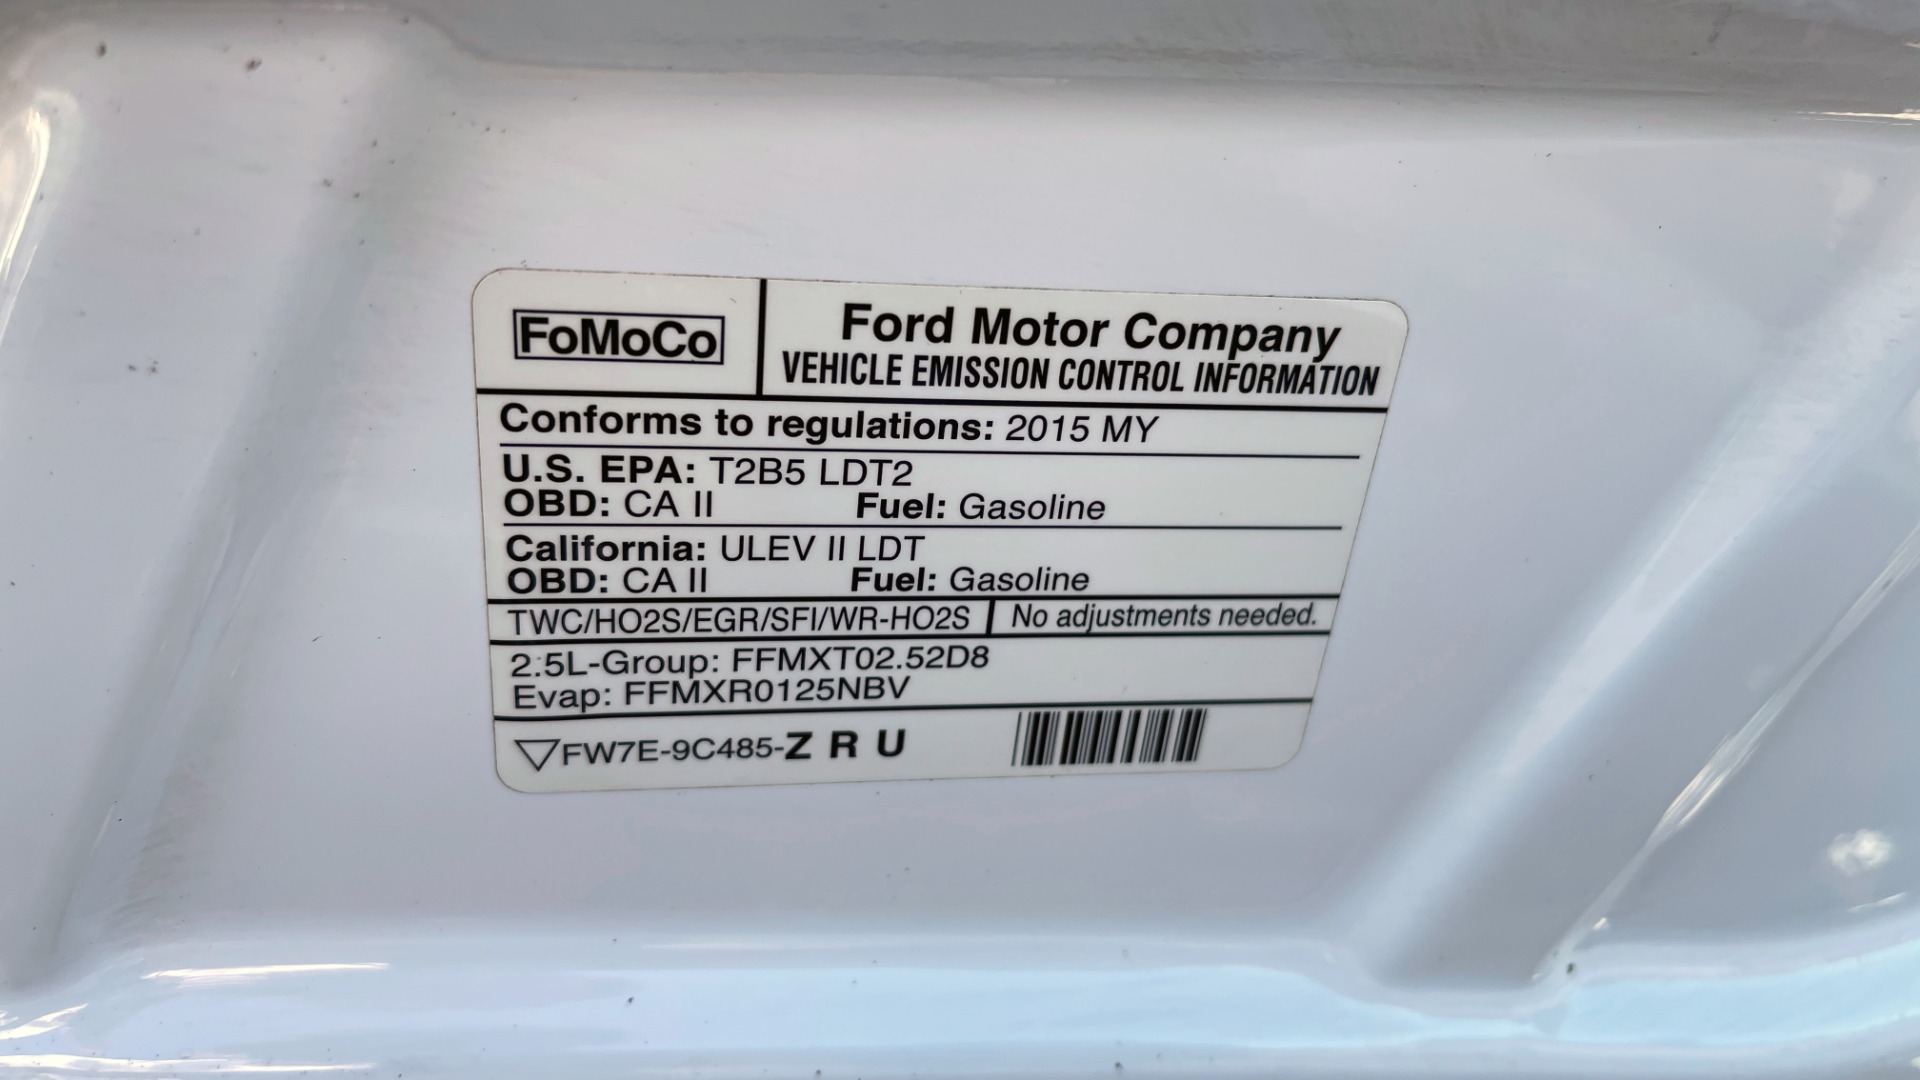 FoMoCo
Ford Motor Company
VEHICLE EMISSION CONTROL INFORMATION
Conforms to regulations: 2015 MY
U.S. EPA: T2B5 LDT2
OBD: CA II Fuel: Gasoline
California: ULEV II LDT
OBD: CA II Fuel: Gasoline
TWC/HO2S/EGR/SFI/WR-HO2S No adjustments needed.
2.5L-Group: FFMXT02.52D8
Evap: FFMXR0125NBV
▽FW7E-9C485-Z R U